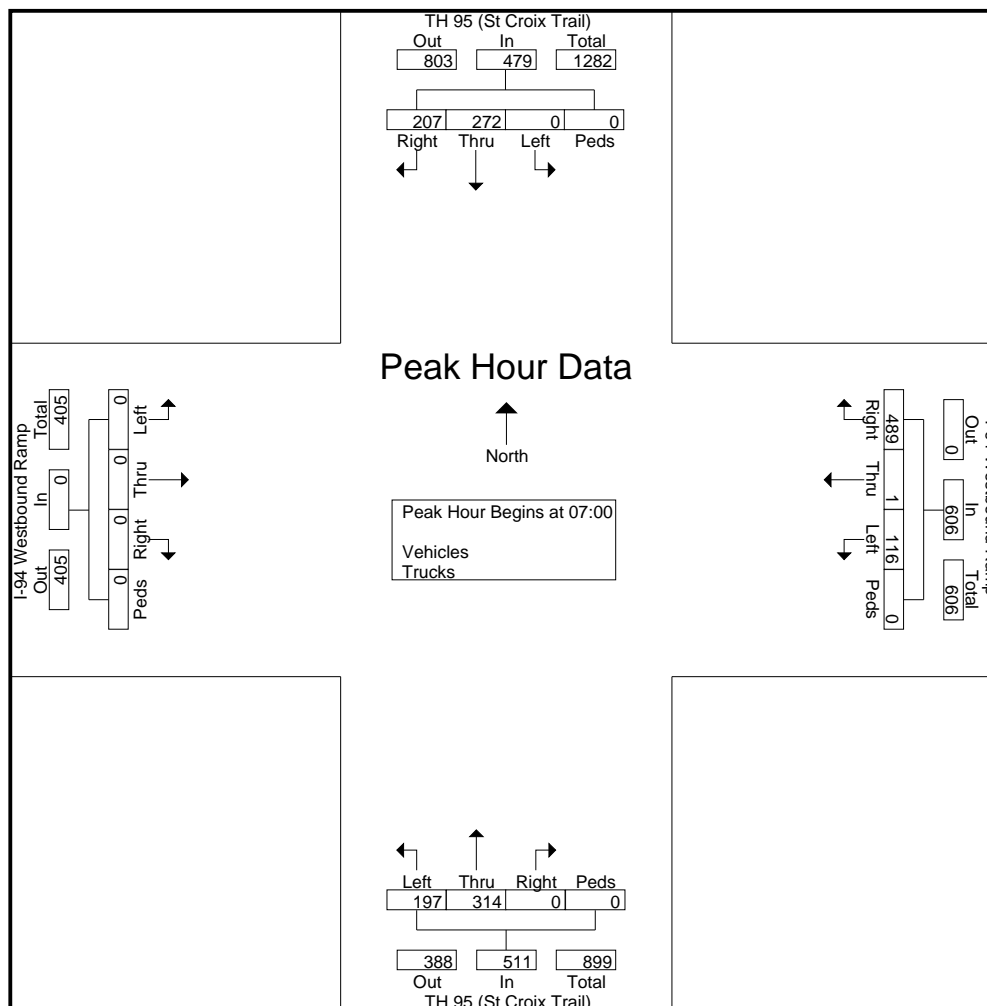 TH 95 (St Croix Trail)
Out In Total
803 479 1282
207 272 0 0
Right Thru Left Peds
Peak Hour Data
North
Peak Hour Begins at 07:00
Vehicles
Trucks
I-94 Westbound Ramp
Total In Out
405 0 405
0 0 0 0
Left Thru Right Peds
Right Thru Left Peds
489 1 116 0
0 606 606
Out In Total
Left Thru Right Peds
197 314 0 0
388 511 899
Out In Total
TH 95 (St Croix Trail)